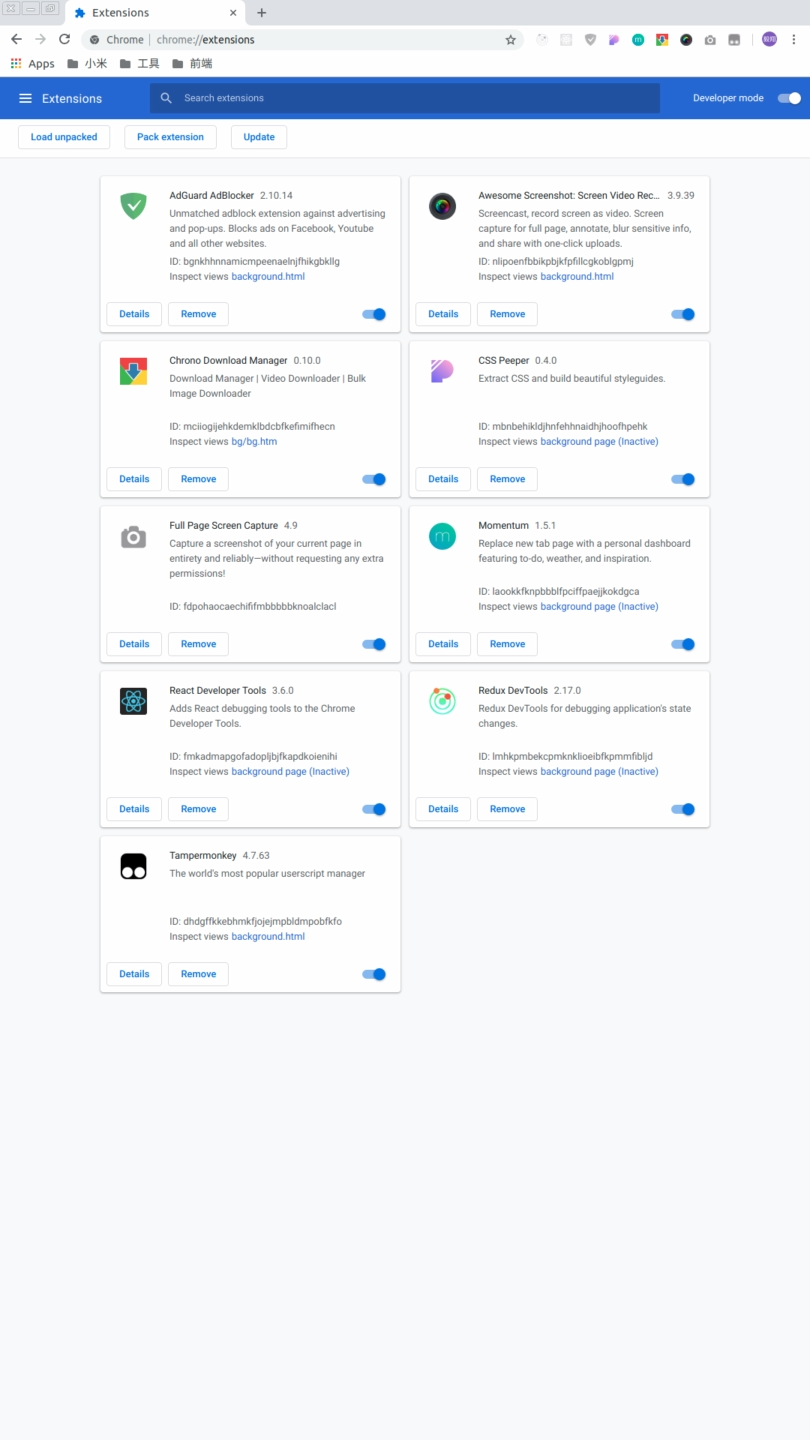 Extensions
Chrome | chrome://extensions
Apps 小米 工具 前端
Extensions Search extensions Developer mode
Load unpacked Pack extension Update
AdGuard AdBlocker 2.10.14
Unmatched adblock extension against advertising
and pop-ups. Blocks ads on Facebook, Youtube
and all other websites.
ID: bgnkhhnnamicmpeenaelnjfhikgbkllg
Inspect views background.html
Details Remove
Awesome Screenshot: Screen Video Rec... 3.9.39
Screencast, record screen as video. Screen
capture for full page, annotate, blur sensitive info,
and share with one-click uploads.
ID: nlipoenfbbikpbjkfpfillcgkoblgpmj
Inspect views background.html
Details Remove
Chrono Download Manager 0.10.0
Download Manager | Video Downloader | Bulk
Image Downloader
ID: mciiogijehkdemklbdcbfkefimifhecn
Inspect views bg/bg.htm
Details Remove
CSS Peeper 0.4.0
Extract CSS and build beautiful styleguides.
ID: mbnbehikldjhnfehhnaidhjhoofhpehk
Inspect views background page (Inactive)
Details Remove
Full Page Screen Capture 4.9
Capture a screenshot of your current page in
entirety and reliably—without requesting any extra
permissions!
ID: fdpohaocaechififmbbbbbknoalclacl
Details Remove
Momentum 1.5.1
Replace new tab page with a personal dashboard
featuring to-do, weather, and inspiration.
ID: laookkfknpbbblfpciffpaejjkokdgca
Inspect views background page (Inactive)
Details Remove
React Developer Tools 3.6.0
Adds React debugging tools to the Chrome
Developer Tools.
ID: fmkadmapgofadopljbjfkapdkoienihi
Inspect views background page (Inactive)
Details Remove
Redux DevTools 2.17.0
Redux DevTools for debugging application's state
changes.
ID: lmhkpmbekcpmknklioeibfkpmmfibljd
Inspect views background page (Inactive)
Details Remove
Tampermonkey 4.7.63
The world's most popular userscript manager
ID: dhdgffkkebhmkfjojejmpbldmpobfkfo
Inspect views background.html
Details Remove